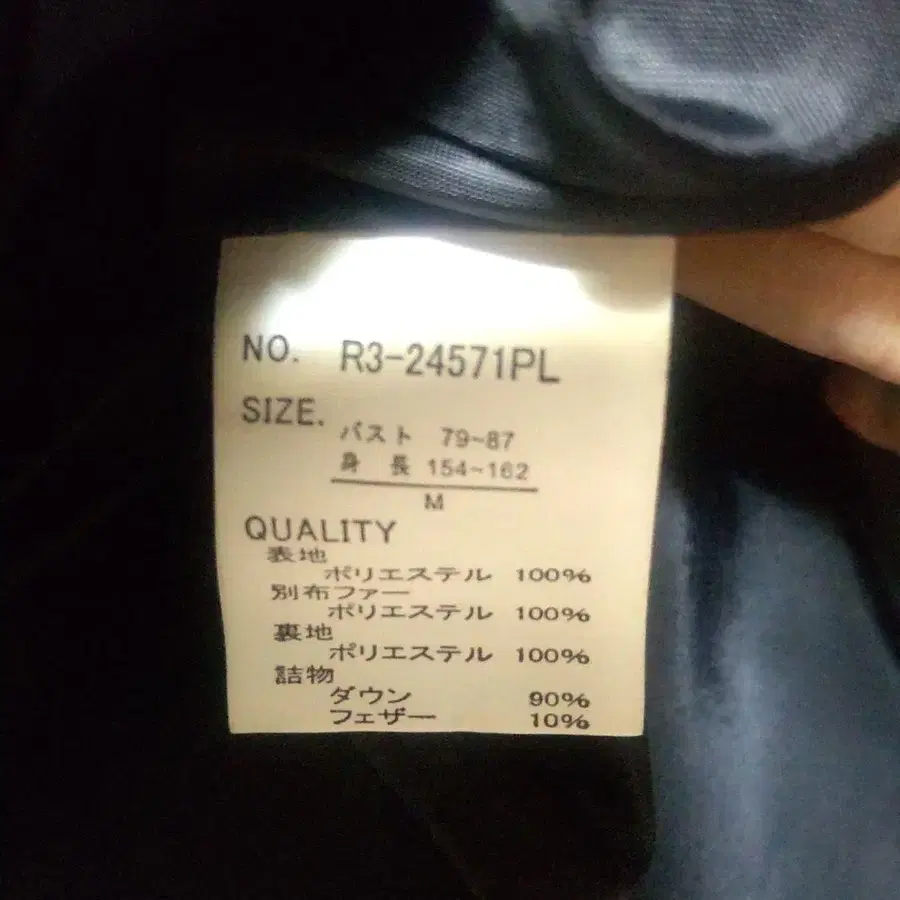 NO. R3-24571PL
SIZE.
バスト 79~87
身 長 154~162
M
QUALITY
表地
ポリエステル 100%
別布ファー
ポリエステル 100%
裏地
ポリエステル 100%
詰物
ダウン 90%
フェザー 10%